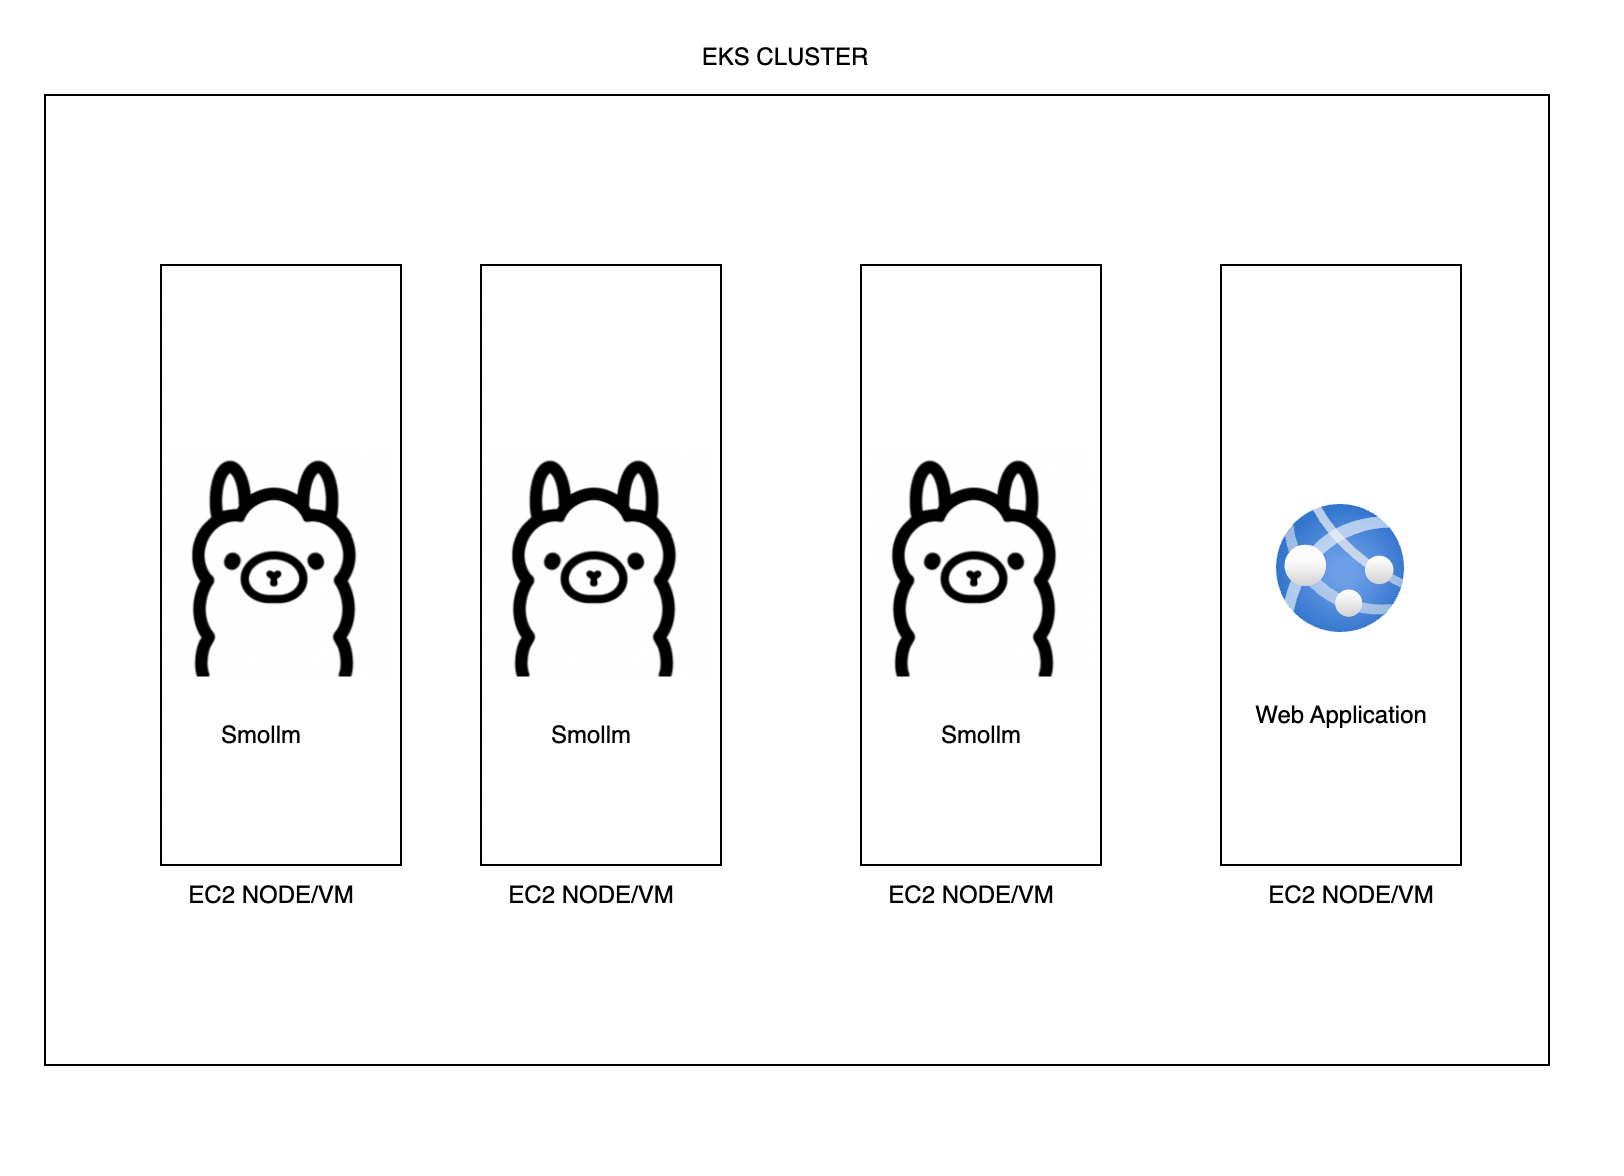 EKS CLUSTER
Smollm
Smollm
Smollm
Web Application
EC2 NODE/VM
EC2 NODE/VM
EC2 NODE/VM
EC2 NODE/VM